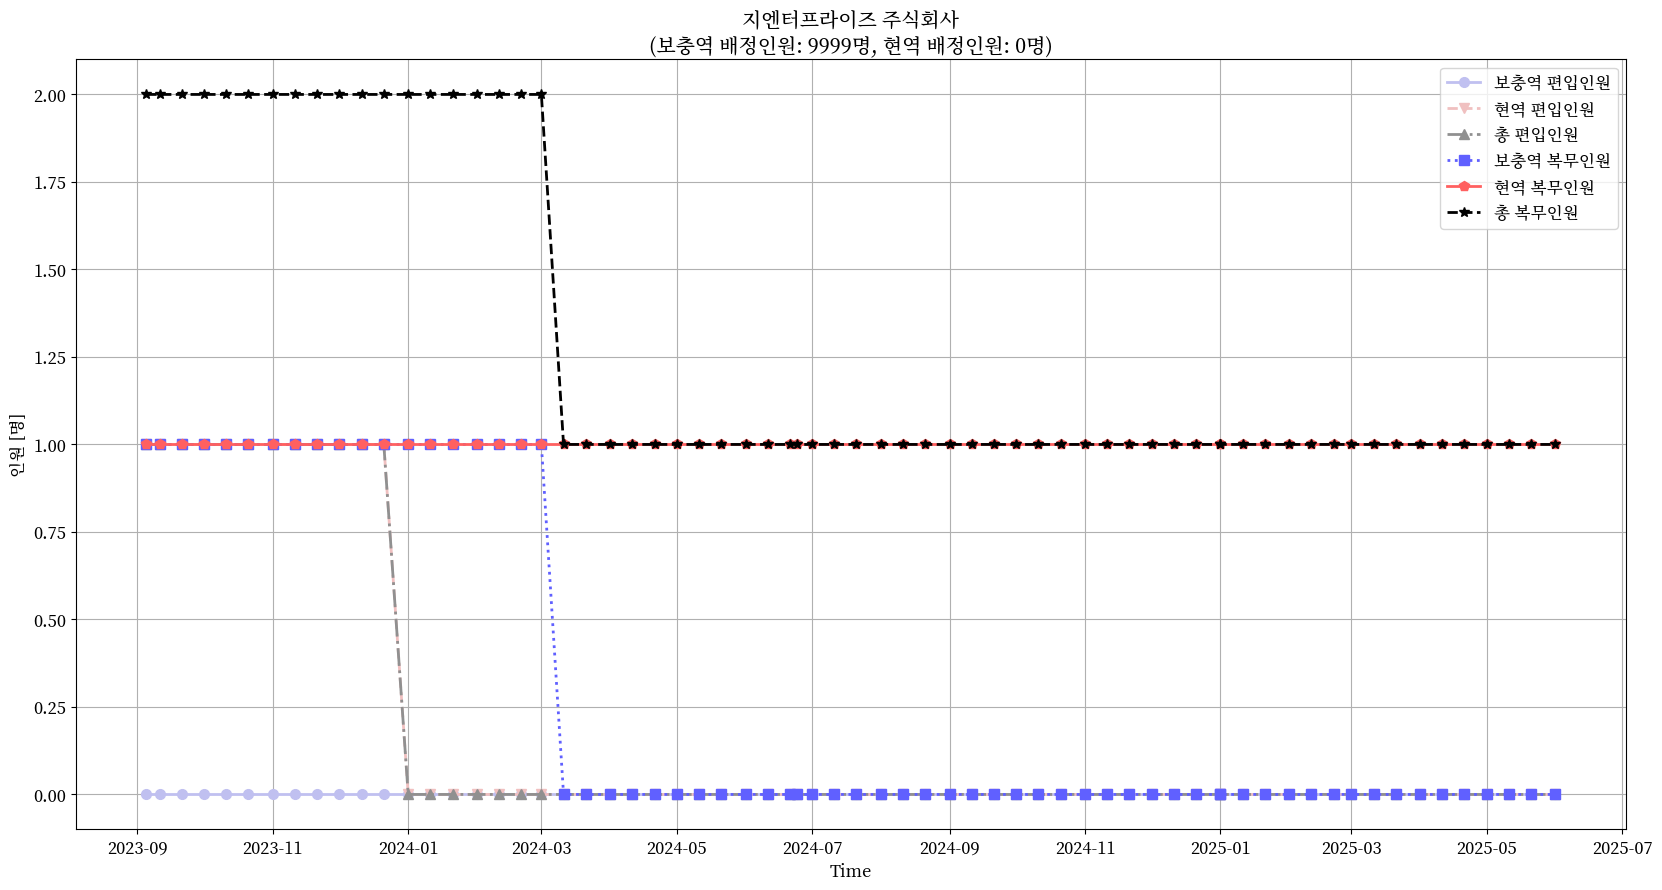 지엔터프라이즈 주식회사
(보충역 배정인원: 9999명, 현역 배정인원: 0명)
보충역 편입인원
현역 편입인원
총 편입인원
보충역 복무인원
현역 복무인원
총 복무인원
인원 [명]
2.00
1.75
1.50
1.25
1.00
0.75
0.50
0.25
0.00
2023-09 2023-11 2024-01 2024-03 2024-05 2024-07 2024-09 2024-11 2025-01 2025-03 2025-05 2025-07
Time